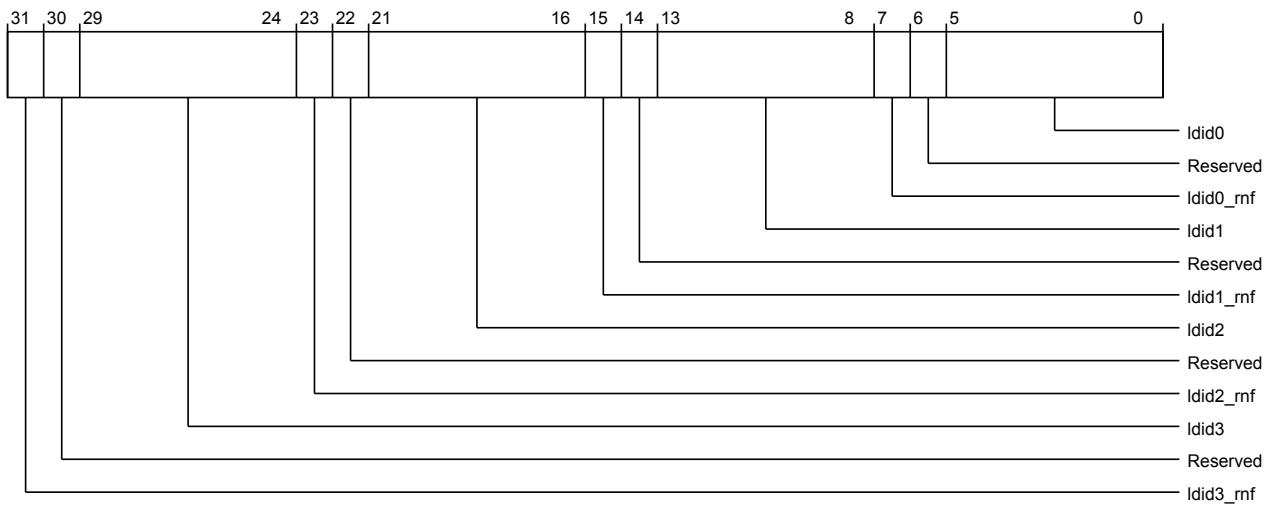 31 30 29 24 23 22 21 16 15 14 13 8 7 6 5 0
ldid0
Reserved
ldid0_rnf
ldid1
Reserved
ldid1_rnf
ldid2
Reserved
ldid2_rnf
ldid3
Reserved
ldid3_rnf